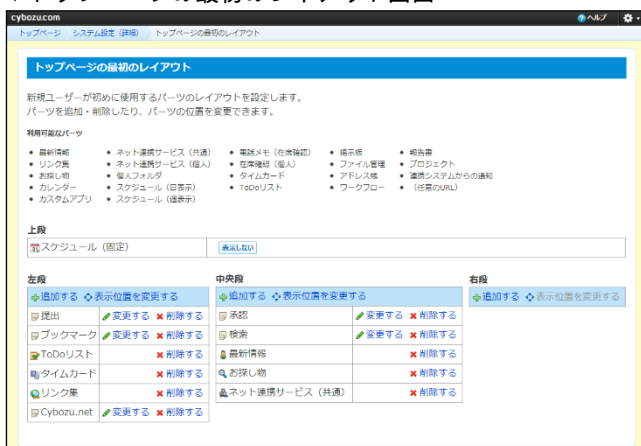 cybozu.com
ヘルプ
トップページ システム設定（詳細） トップページの最初のレイアウト
トップページの最初のレイアウト
新規ユーザーが初めに使用するパーツのレイアウトを設定します。
パーツを追加・削除したり、パーツの位置を変更できます。
利用可能なパーツ
• 最新情報 • ネット連携サービス（共通） • 電話メモ（在席確認） • 掲示板 • 報告書
• リンク集 • ネット連携サービス（個人） • 在席確認（個人） • ファイル管理 • プロジェクト
• お探し物 • 個人フォルダ • タイムカード • アドレス帳 • 連携システムからの通知
• カレンダー • スケジュール（日表示） • ToDoリスト • ワークフロー • （任意のURL）
• カスタムアプリ • スケジュール（週表示）
上段
スケジュール（固定） 表示しない
左段 中央段 右段
追加する 表示位置を変更する 追加する 表示位置を変更する 追加する 表示位置を変更する
提出 変更する 削除する 承認 変更する 削除する
ブックマーク 変更する 削除する 検索 変更する 削除する
ToDoリスト 削除する 最新情報 削除する
タイムカード 削除する お探し物 削除する
リンク集 削除する ネット連携サービス（共通） 削除する
Cybozu.net 変更する 削除する